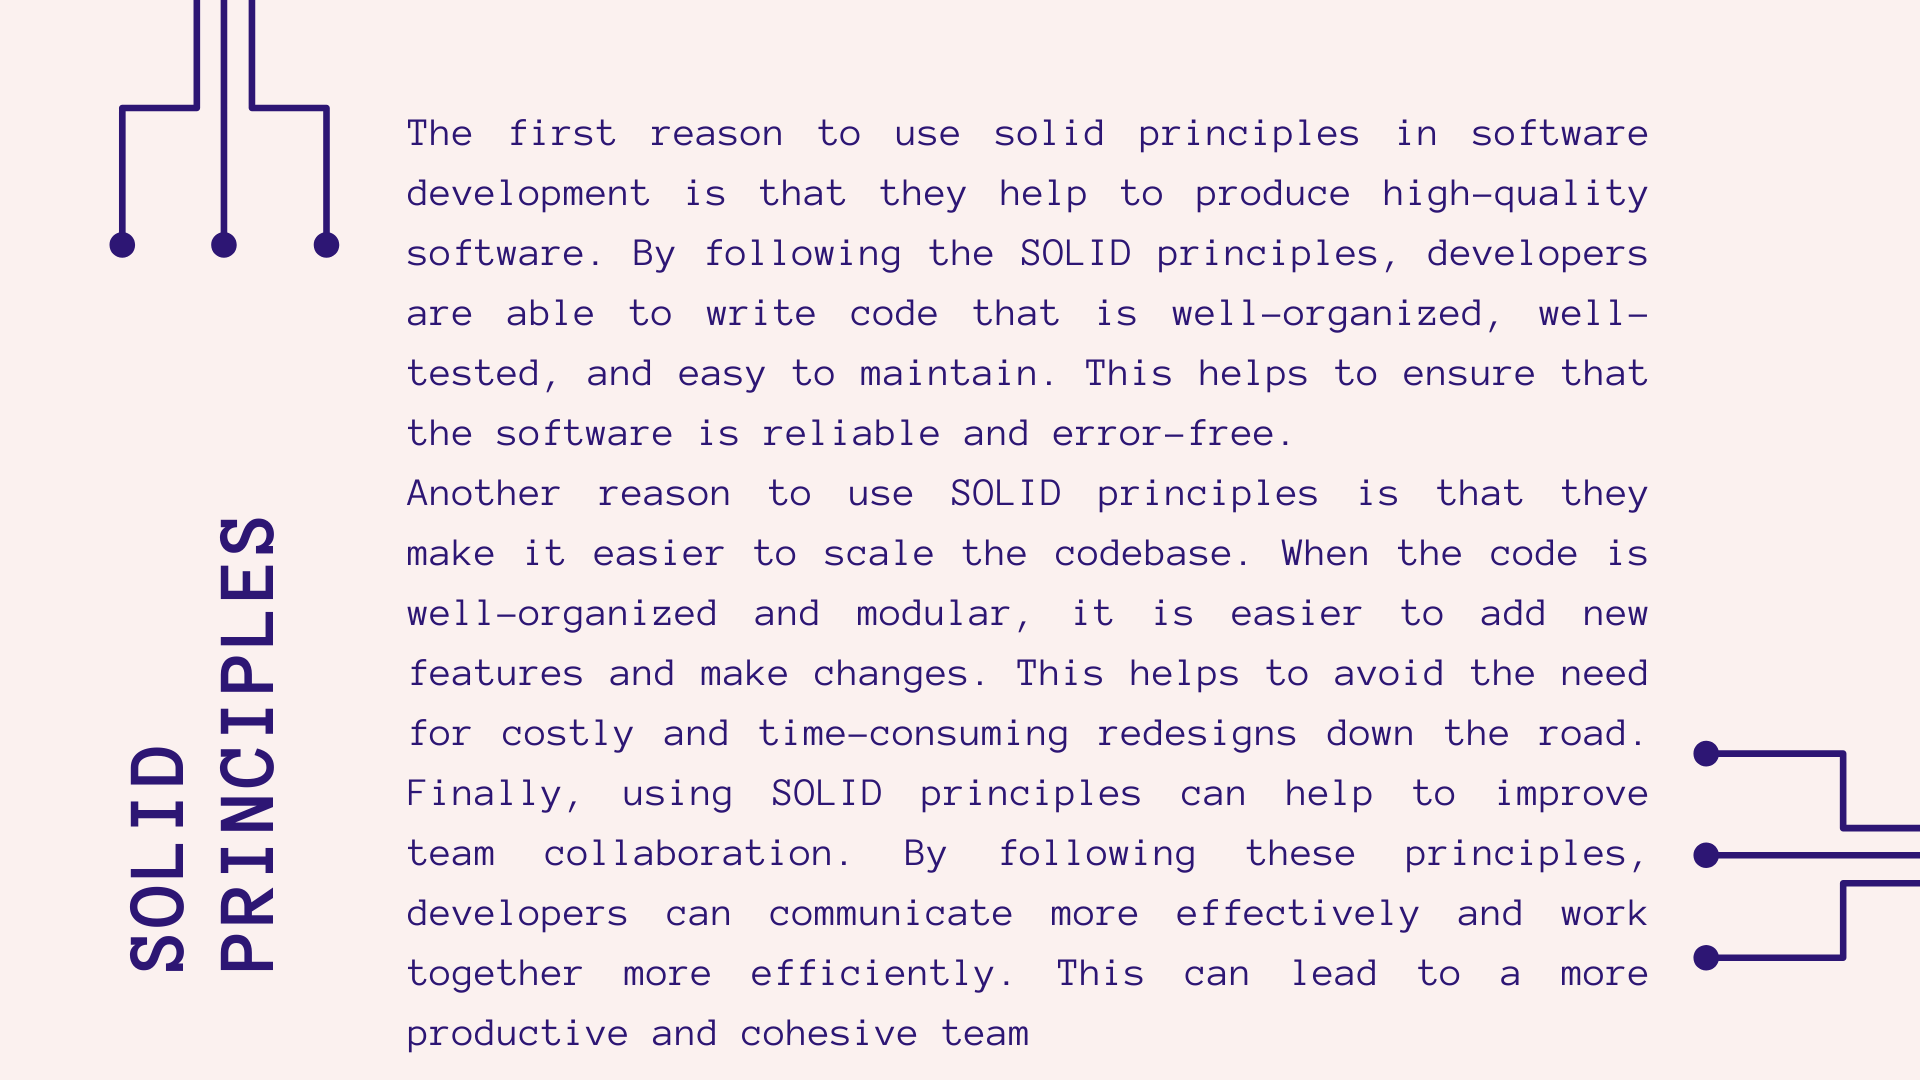 SOLID
PRINCIPLES
The first reason to use solid principles in software
development is that they help to produce high-quality
software. By following the SOLID principles, developers
are able to write code that is well-organized, well-
tested, and easy to maintain. This helps to ensure that
the software is reliable and error-free.
Another reason to use SOLID principles is that they
make it easier to scale the codebase. When the code is
well-organized and modular, it is easier to add new
features and make changes. This helps to avoid the need
for costly and time-consuming redesigns down the road.
Finally, using SOLID principles can help to improve
team collaboration. By following these principles,
developers can communicate more effectively and work
together more efficiently. This can lead to a more
productive and cohesive team